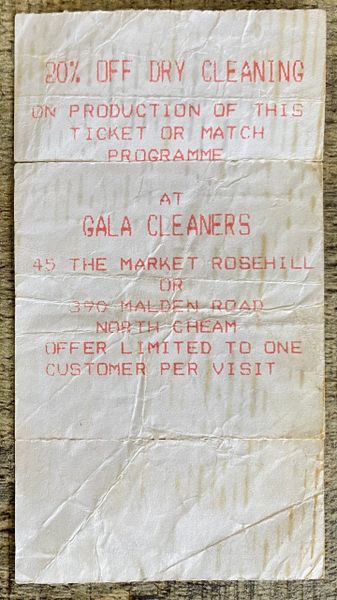 20% OFF DRY CLEANING
ON PRODUCTION OF THIS
TICKET OR MATCH
PROGRAMME
AT
GALA CLEANERS
45 THE MARKET ROSEHILL
OR
390 MALDEN ROAD
NORTH CHEAM
OFFER LIMITED TO ONE
CUSTOMER PER VISIT